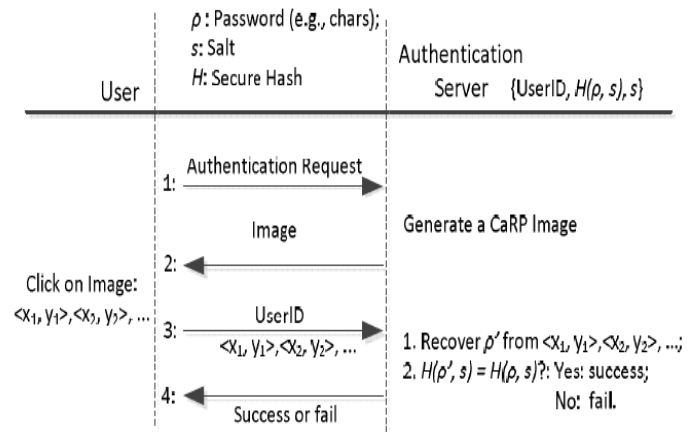 ρ: Password (e.g., chars);
s: Salt
H: Secure Hash
User
Authentication
Server {UserID, H(ρ, s), s}
Authentication Request
1:
Image
Generate a CaRP Image
2:
Click on Image:
<x₁, y₁>,<x₂, y₂>, ...
UserID
3:
<x₁, y₁>,<x₂, y₂>, ...
1. Recover ρ' from <x₁, y₁>,<x₂, y₂>, ...;
2. H(ρ', s) = H(ρ, s)?: Yes: success;
No: fail.
4:
Success or fail